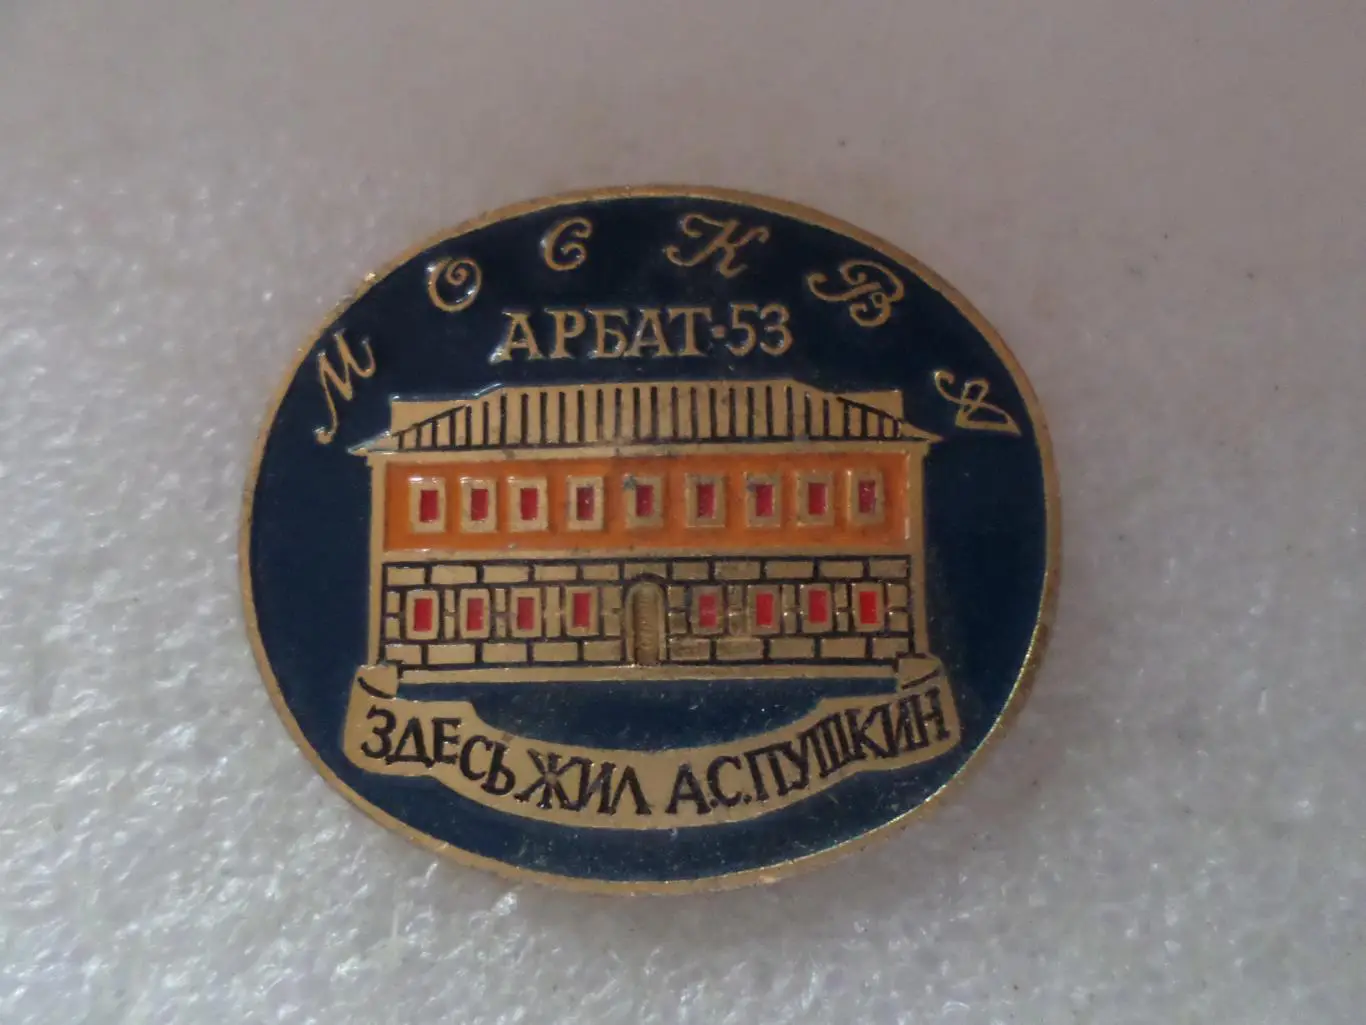 МОСКВА
АРБАТ·53
ЗДЕСЬ ЖИЛ А.С.ПУШКИН